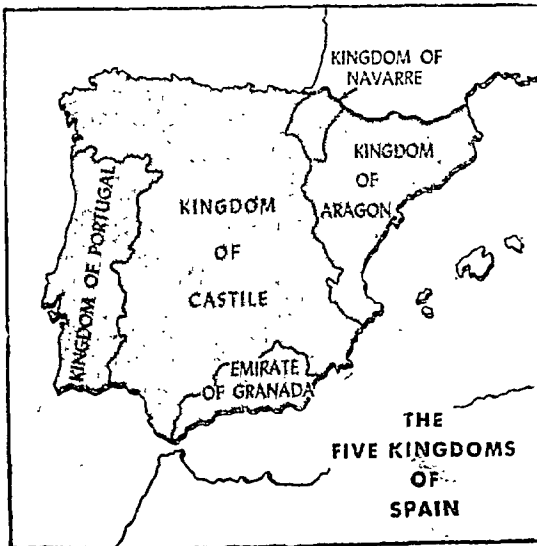 KINGDOM OF
NAVARRE
KINGDOM
OF
ARAGON
KINGDOM
OF
CASTILE
KINGDOM OF PORTUGAL
EMIRATE
OF GRANADA
THE
FIVE KINGDOMS
OF
SPAIN